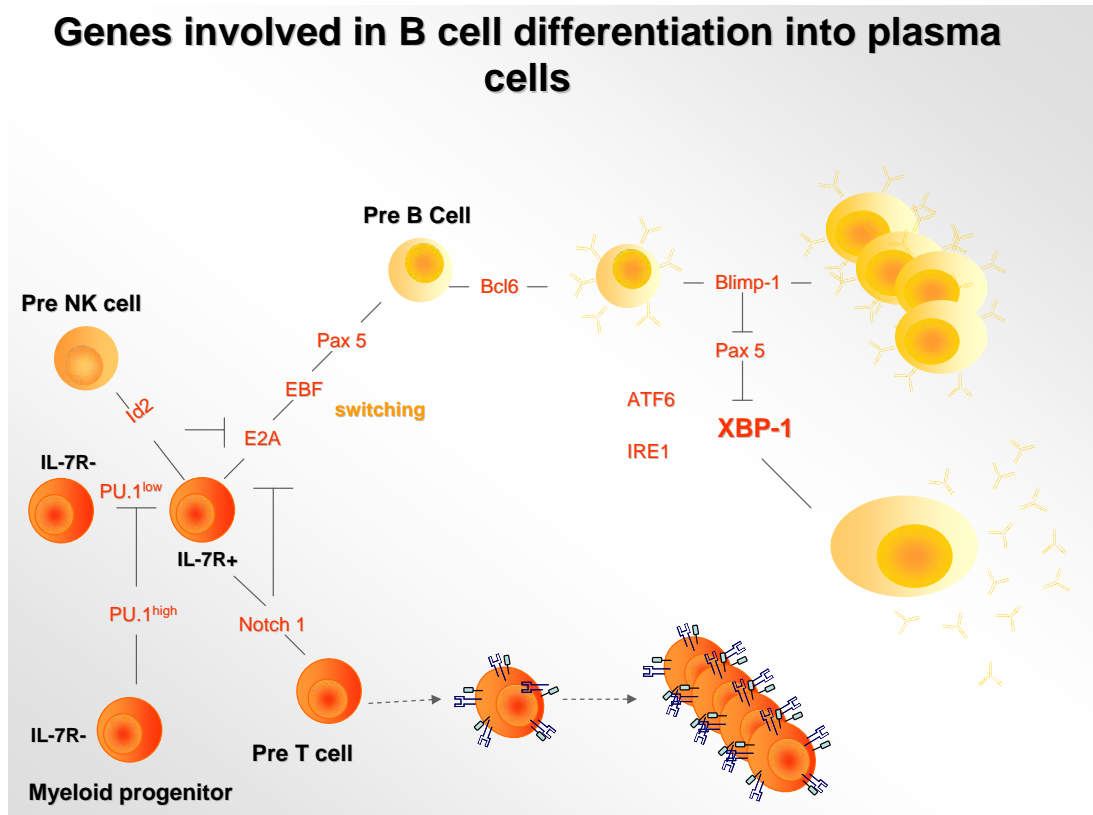 Genes involved in B cell differentiation into plasma
cells
Pre B Cell
Bcl6
Blimp-1
Pre NK cell
Pax 5
Pax 5
EBF
ATF6
Id2
switching
XBP-1
E2A
IRE1
IL-7R-
PU.1low
IL-7R+
PU.1high
Notch 1
IL-7R-
Pre T cell
Myeloid progenitor